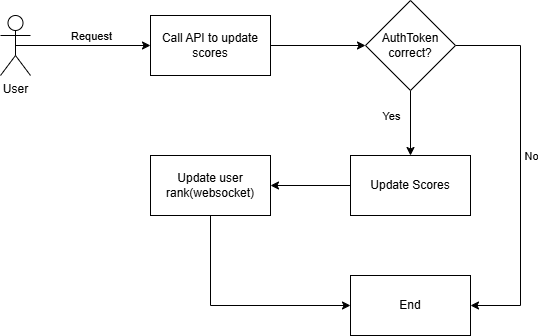 Request
Call API to update
scores
AuthToken
correct?
User
Yes
No
Update user
rank(websocket)
Update Scores
End